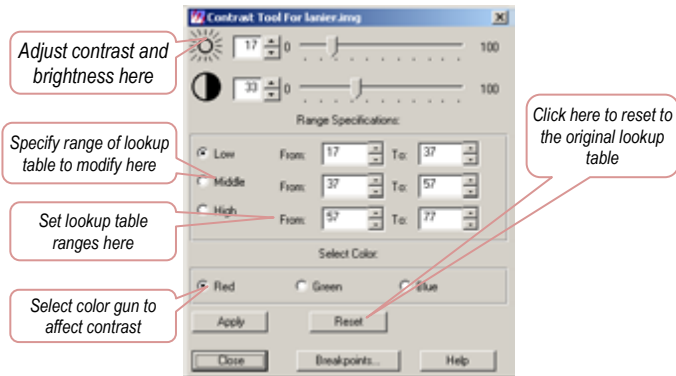 Contrast Tool For lanier.img
Adjust contrast and
brightness here
17 0 100
33 0 100
Range Specifications:
Specify range of lookup
table to modify here
Low From: 17 To: 37
Middle From: 37 To: 57
High From: 57 To: 77
Set lookup table
ranges here
Click here to reset to
the original lookup
table
Select Color:
Red Green Blue
Select color gun to
affect contrast
Apply Reset
Close Breakpoints... Help